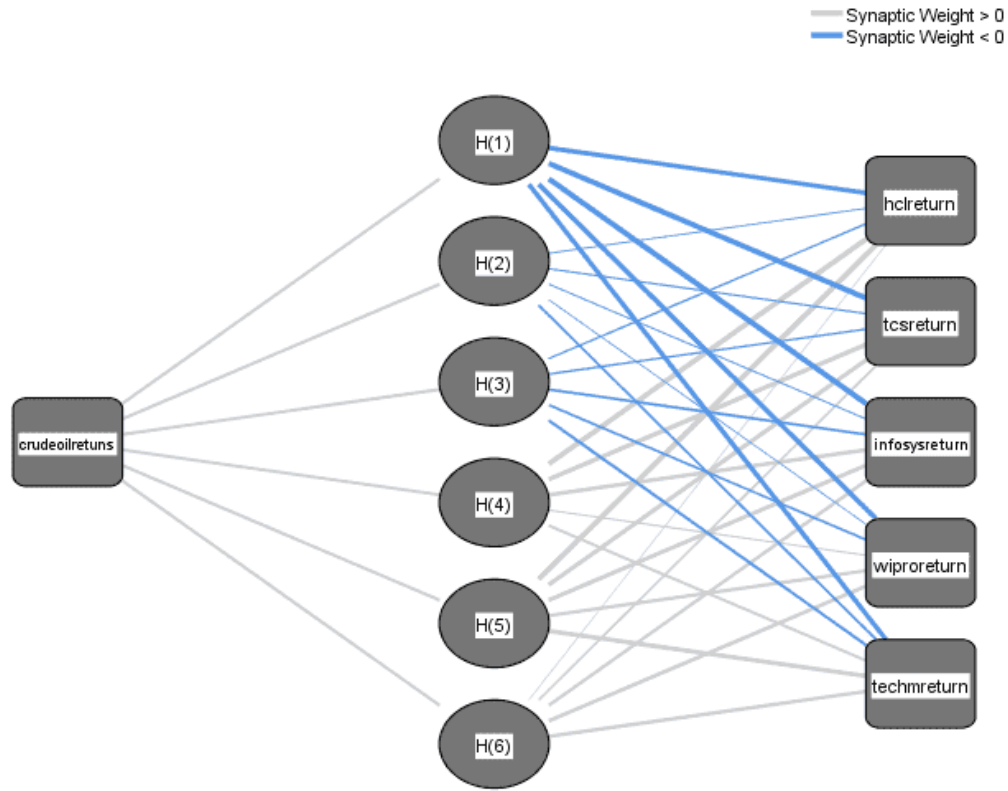 Synaptic Weight > 0
Synaptic Weight < 0
H(1)
H(2)
H(3)
H(4)
H(5)
H(6)
crudeoilretuns
hclreturn
tcsreturn
infosysreturn
wiproreturn
techmreturn